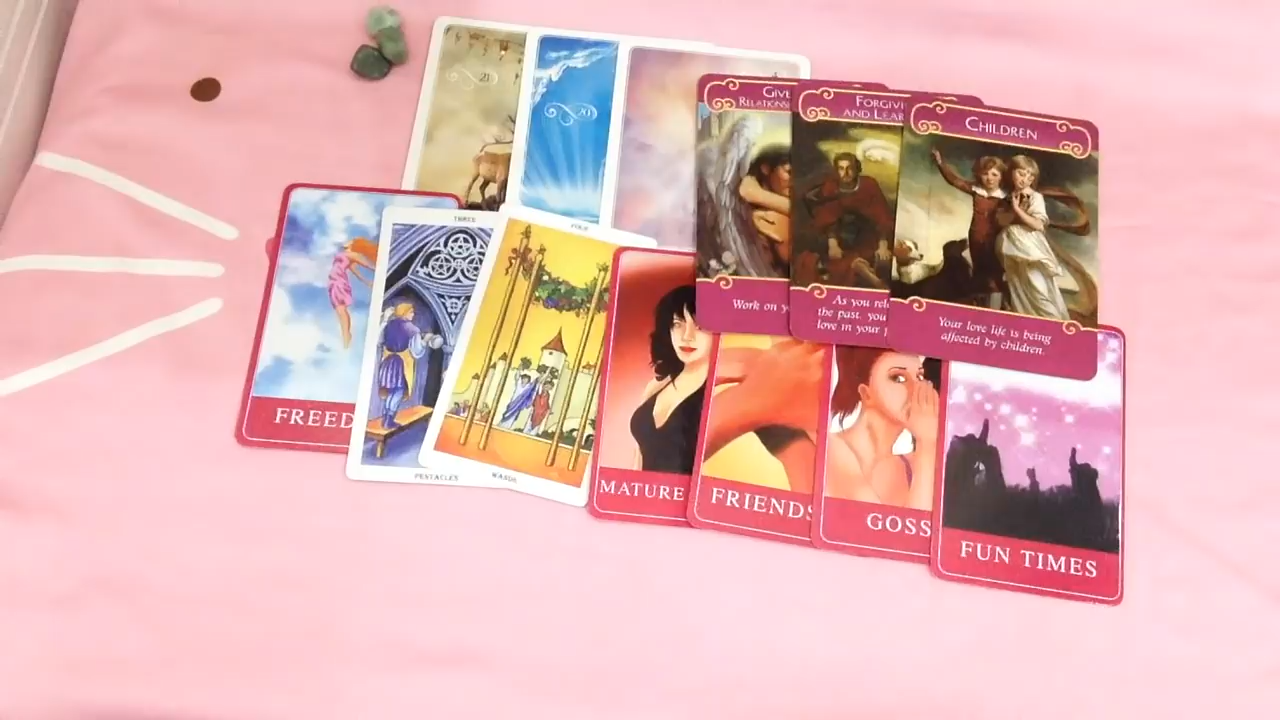 21
20
GIVE
RELATIONS
Work on y
FORGIV
AND LEAR
As you rel
the past, you
love in your
CHILDREN
Your love life is being
affected by children.
FREED
THREE
PENTACLES
FOUR
WANDS
MATURE
FRIENDS
GOSS
FUN TIMES